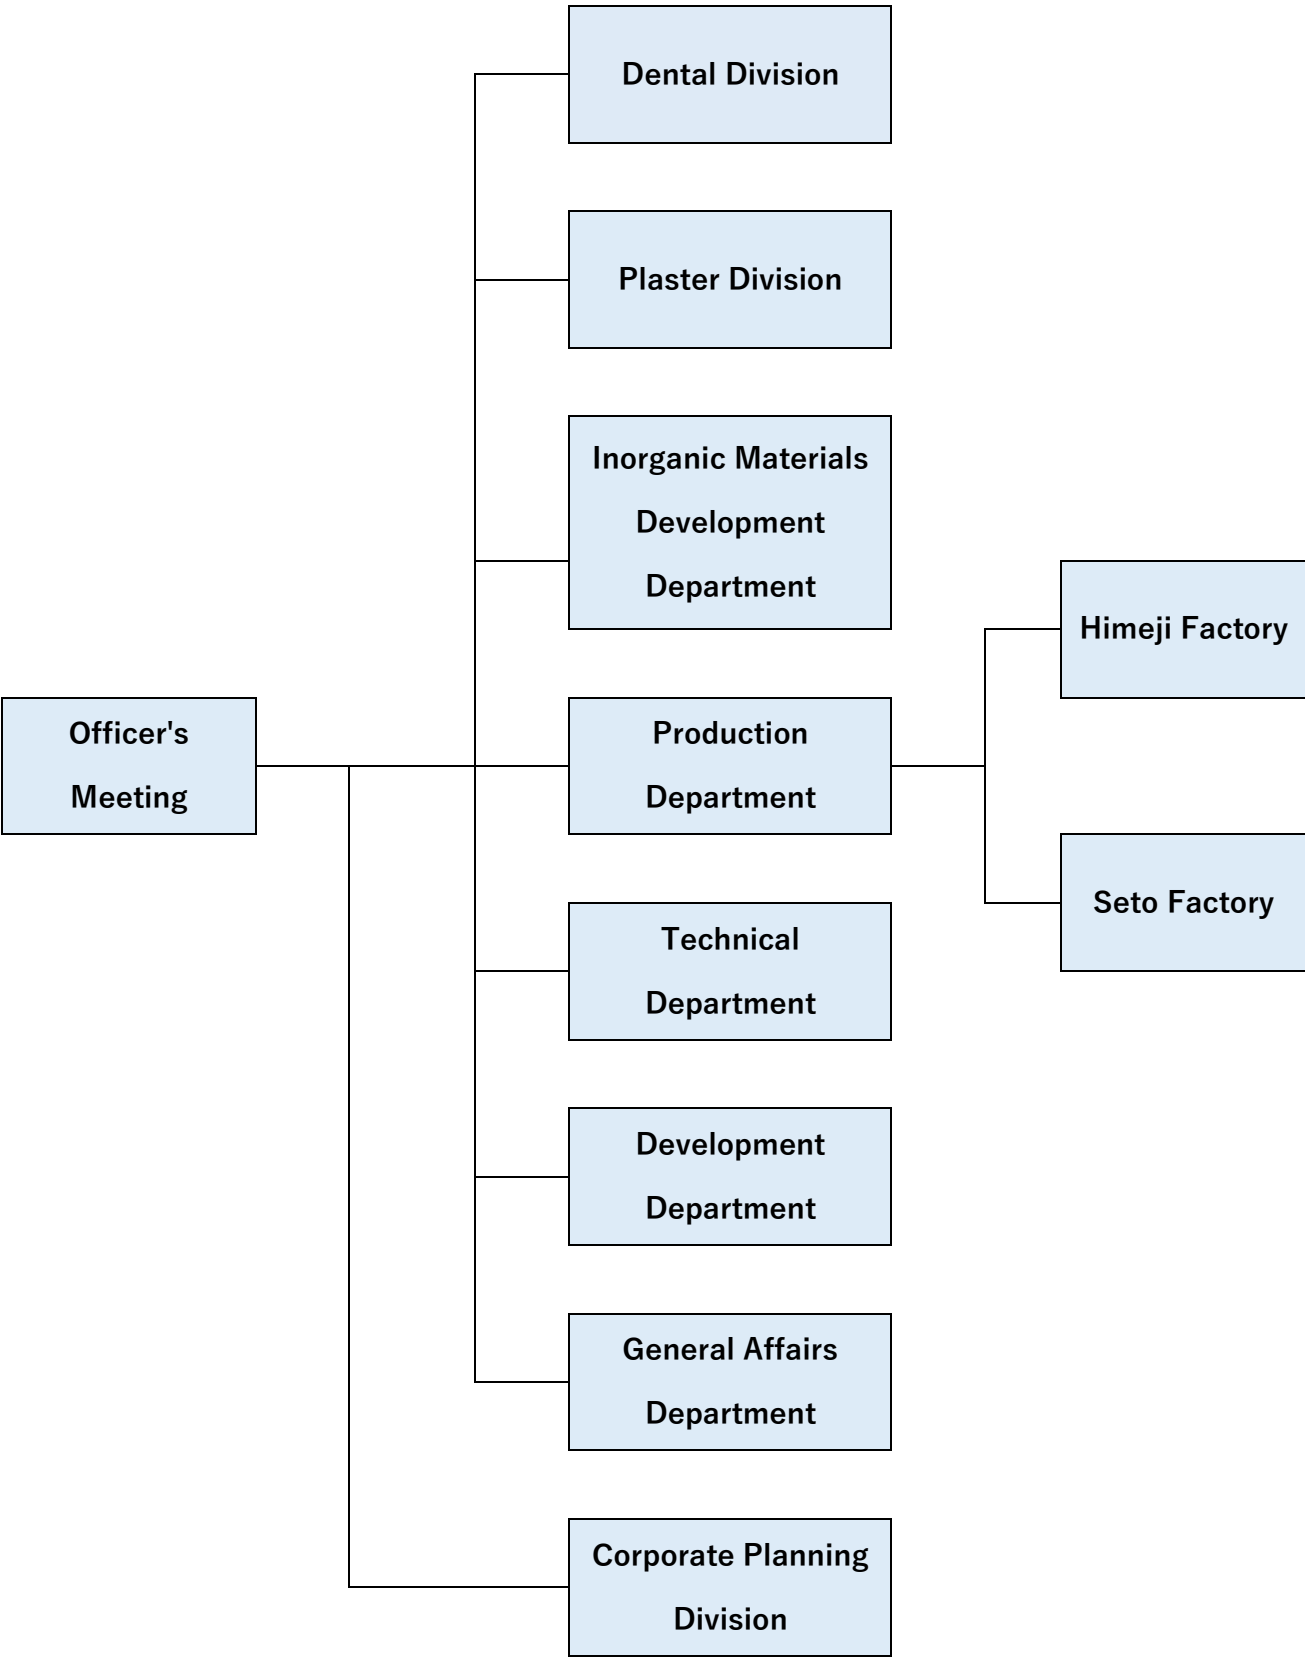 Dental Division
Plaster Division
Inorganic Materials
Development
Department
Himeji Factory
Officer's
Meeting
Production
Department
Seto Factory
Technical
Department
Development
Department
General Affairs
Department
Corporate Planning
Division